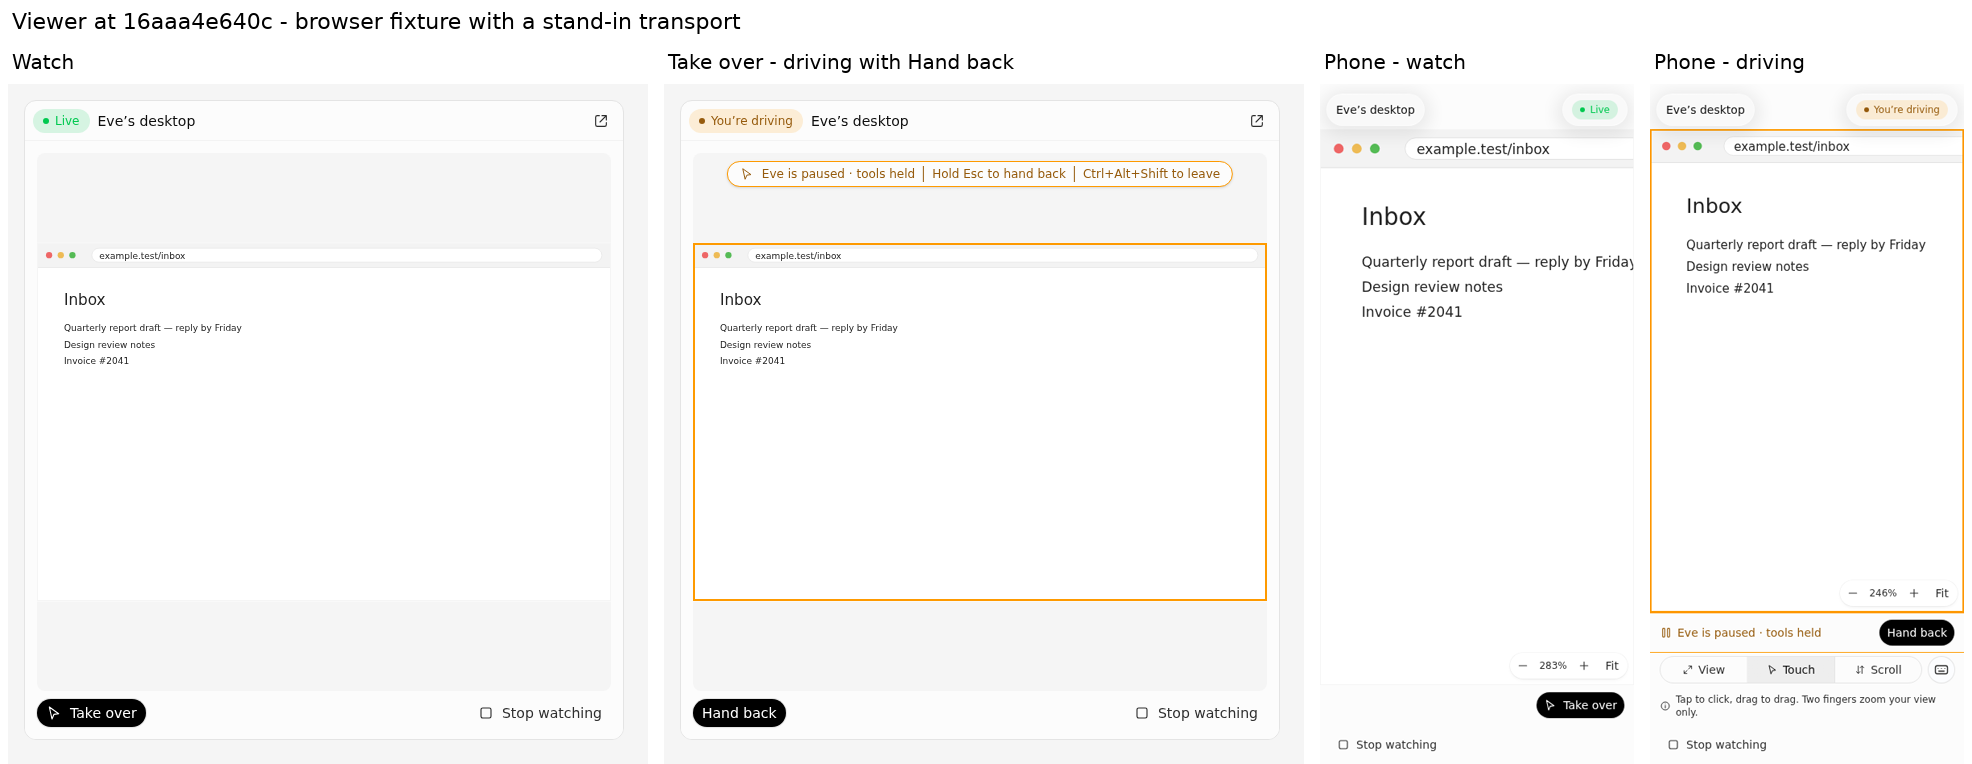 Viewer at 16aaa4e640c - browser fixture with a stand-in transport
Watch
Live
Eve’s desktop
example.test/inbox
Inbox
Quarterly report draft — reply by Friday
Design review notes
Invoice #2041
Take over
Stop watching
Take over - driving with Hand back
You’re driving
Eve’s desktop
Eve is paused · tools held | Hold Esc to hand back | Ctrl+Alt+Shift to leave
example.test/inbox
Inbox
Quarterly report draft — reply by Friday
Design review notes
Invoice #2041
Hand back
Stop watching
Phone - watch
Eve’s desktop
Live
example.test/inbox
Inbox
Quarterly report draft — reply by Friday
Design review notes
Invoice #2041
− 283% + Fit
Take over
Stop watching
Phone - driving
Eve’s desktop
You’re driving
example.test/inbox
Inbox
Quarterly report draft — reply by Friday
Design review notes
Invoice #2041
− 246% + Fit
Eve is paused · tools held
Hand back
View
Touch
Scroll
Tap to click, drag to drag. Two fingers zoom your view
only.
Stop watching